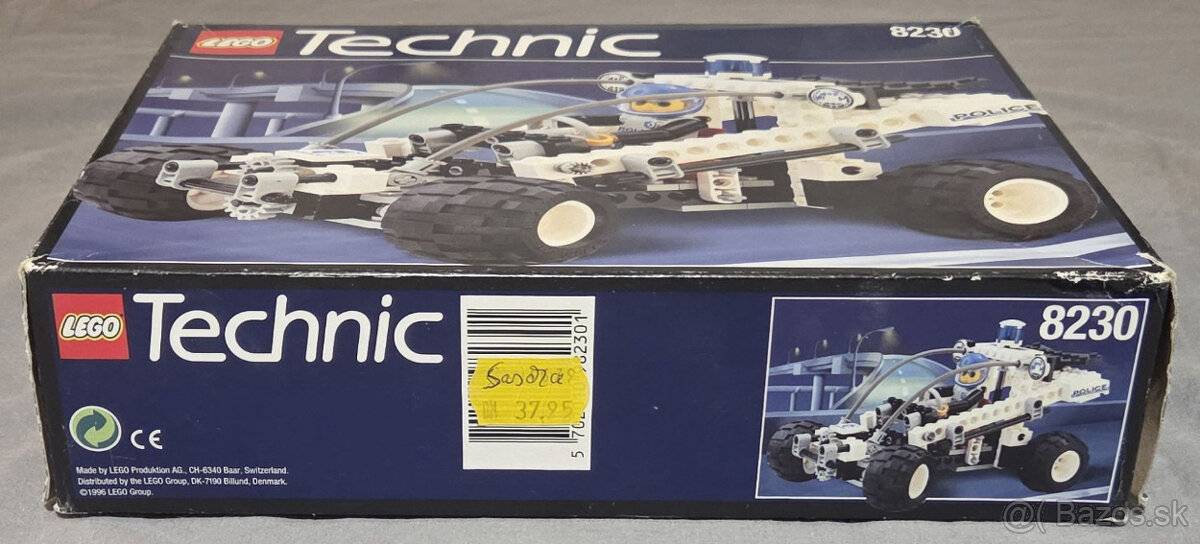 LEGO Technic 8230
POLICE
LEGO Technic
8230
POLICE
Sasora
DM 37,95
CE
Made by LEGO Produktion AG., CH-6340 Baar, Switzerland.
Distributed by the LEGO Group, DK-7190 Billund, Denmark.
©1996 LEGO Group.
Bazos.sk